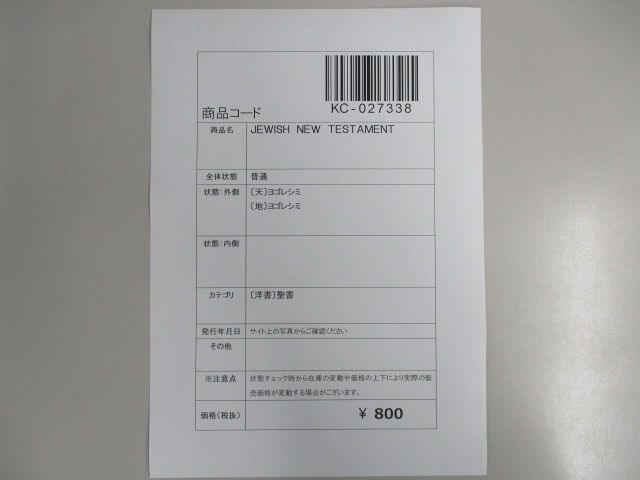 KC-027338
商品コード
商品名 JEWISH NEW TESTAMENT
全体状態 普通
状態:外側 〔天〕ヨゴレシミ
〔地〕ヨゴレシミ
状態:内側
カテゴリ 〔洋書〕聖書
発行年月日 サイト上の写真からご確認ください
その他
※注意点 状態チェック時から在庫の変動や価格の上下により実際の販
売価格が変動する場合がございます。
価格(税抜) ¥ 800